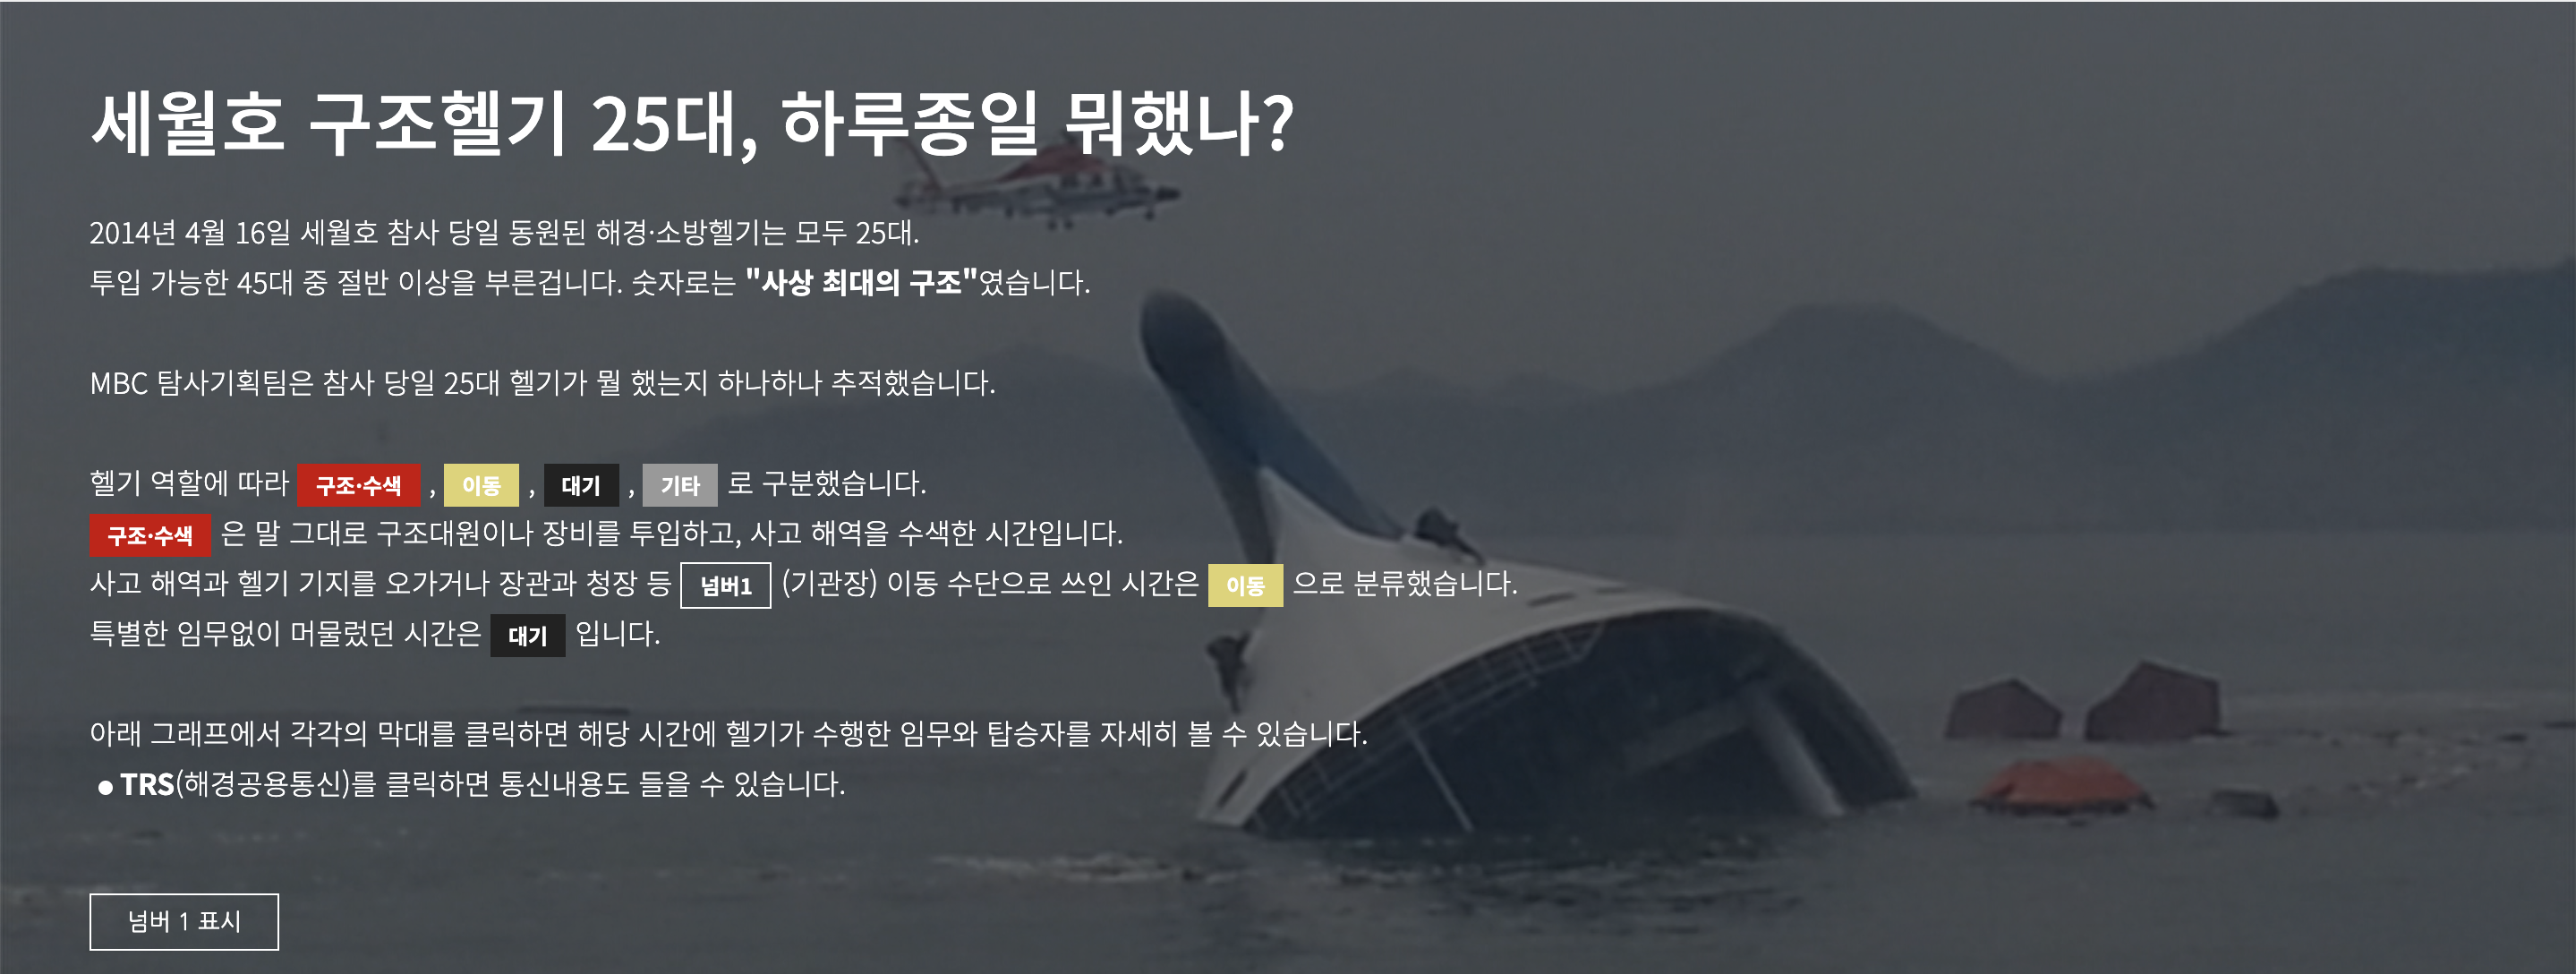 세월호 구조헬기 25대, 하루종일 뭐했나?
2014년 4월 16일 세월호 참사 당일 동원된 해경·소방헬기는 모두 25대.
투입 가능한 45대 중 절반 이상을 부른겁니다. 숫자로는 "사상 최대의 구조"였습니다.
MBC 탐사기획팀은 참사 당일 25대 헬기가 뭘 했는지 하나하나 추적했습니다.
헬기 역할에 따라 구조·수색 , 이동 , 대기 , 기타 로 구분했습니다.
구조·수색 은 말 그대로 구조대원이나 장비를 투입하고, 사고 해역을 수색한 시간입니다.
사고 해역과 헬기 기지를 오가거나 장관과 청장 등 넘버1 (기관장) 이동 수단으로 쓰인 시간은 이동 으로 분류했습니다.
특별한 임무없이 머물렀던 시간은 대기 입니다.
아래 그래프에서 각각의 막대를 클릭하면 해당 시간에 헬기가 수행한 임무와 탑승자를 자세히 볼 수 있습니다.
● TRS(해경공용통신)를 클릭하면 통신내용도 들을 수 있습니다.
넘버 1 표시